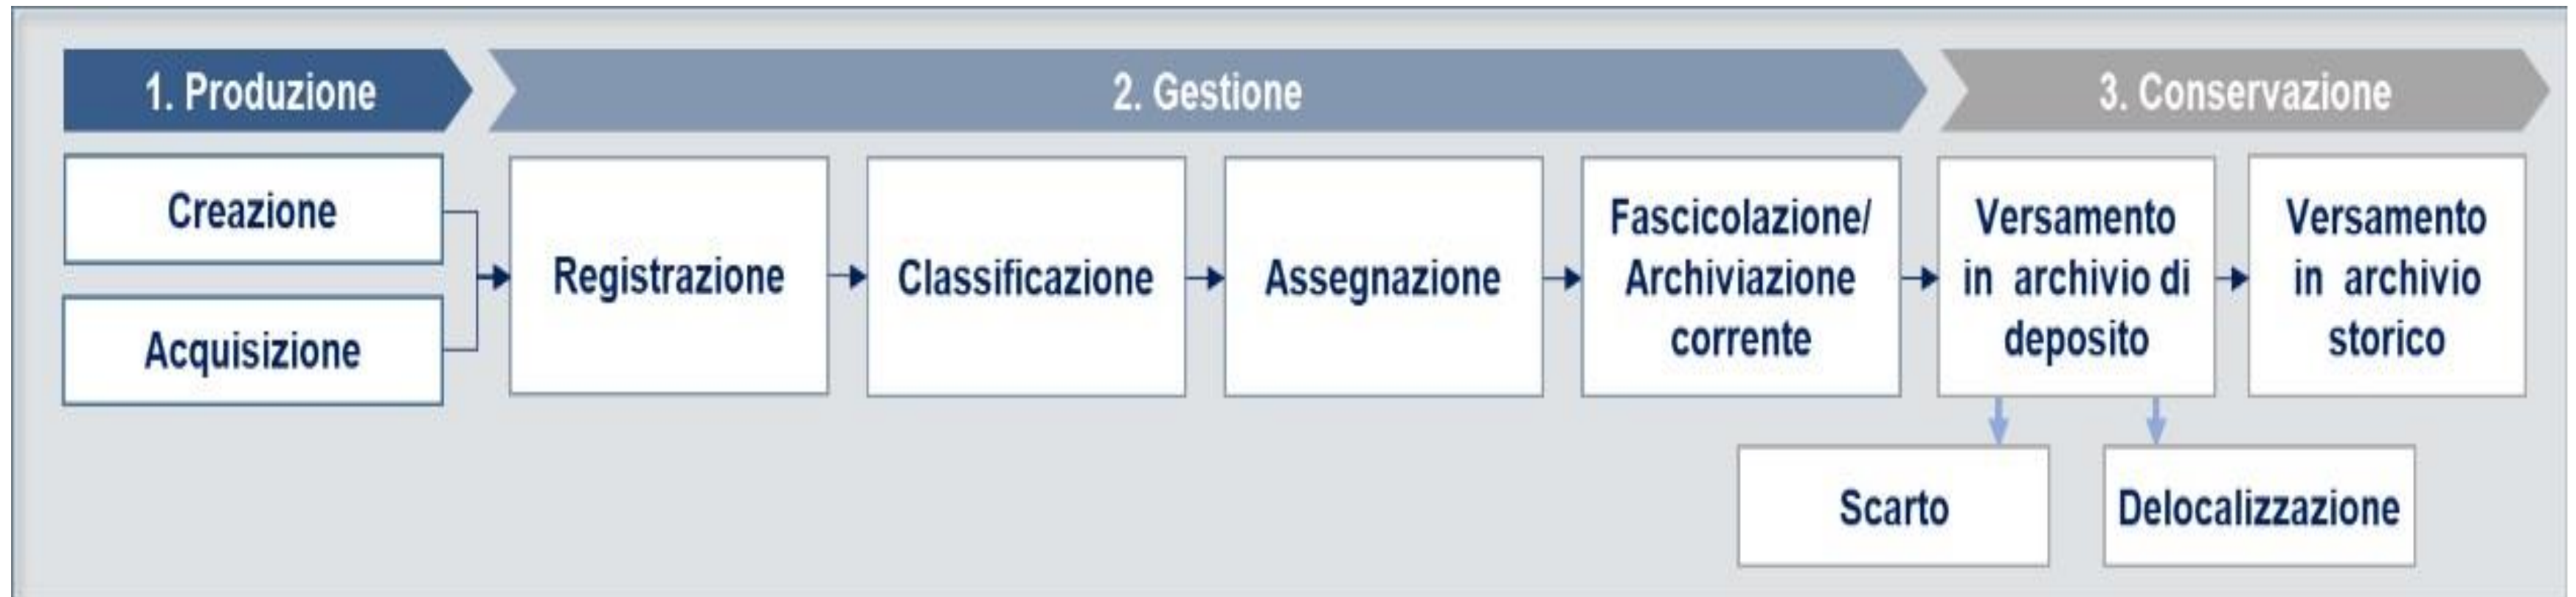 1. Produzione
2. Gestione
3. Conservazione
Creazione
Acquisizione
Registrazione
Classificazione
Assegnazione
Fascicolazione/
Archiviazione
corrente
Versamento
in archivio di
deposito
Versamento
in archivio
storico
Scarto
Delocalizzazione